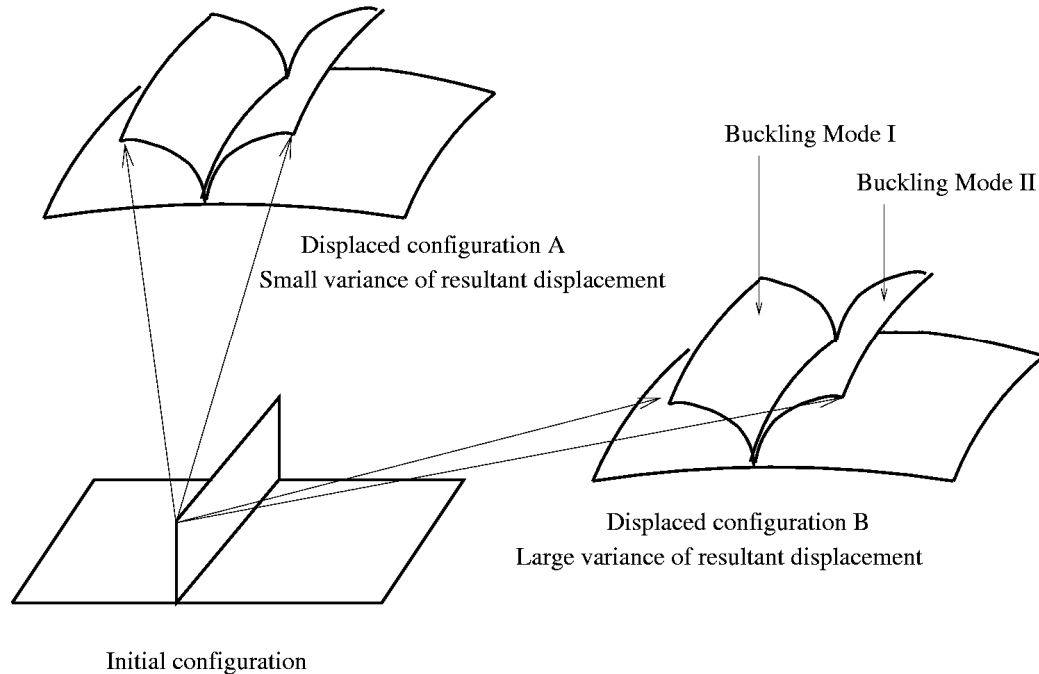 Buckling Mode I
Buckling Mode II
Displaced configuration A
Small variance of resultant displacement
Displaced configuration B
Large variance of resultant displacement
Initial configuration